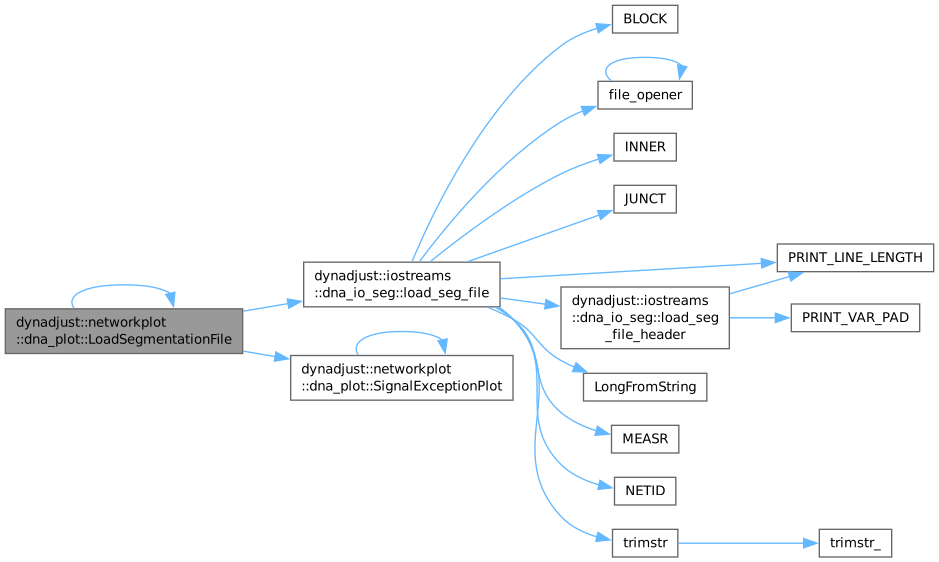 BLOCK
file_opener
INNER
JUNCT
PRINT_LINE_LENGTH
dynadjust::iostreams
::dna_io_seg::load_seg_file
dynadjust::iostreams
::dna_io_seg::load_seg
_file_header
PRINT_VAR_PAD
dynadjust::networkplot
::dna_plot::LoadSegmentationFile
dynadjust::networkplot
::dna_plot::SignalExceptionPlot
LongFromString
MEASR
NETID
trimstr
trimstr_